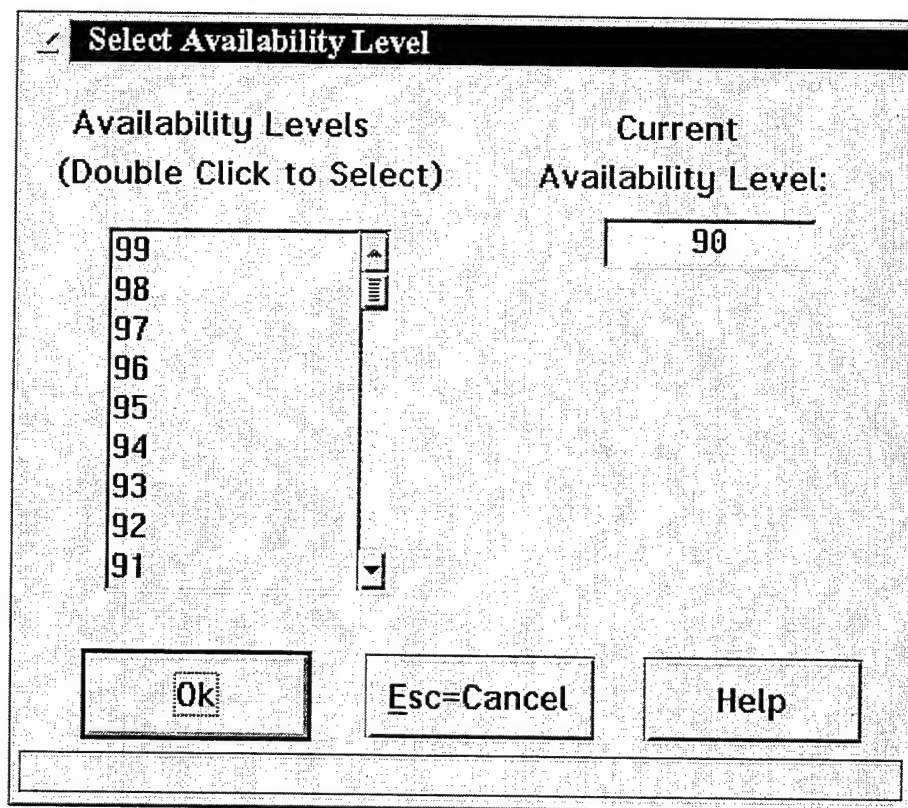 Select Availability Level
Availability Levels
(Double Click to Select)
99
98
97
96
95
94
93
92
91
Current
Availability Level:
90
Ok
Esc=Cancel
Help